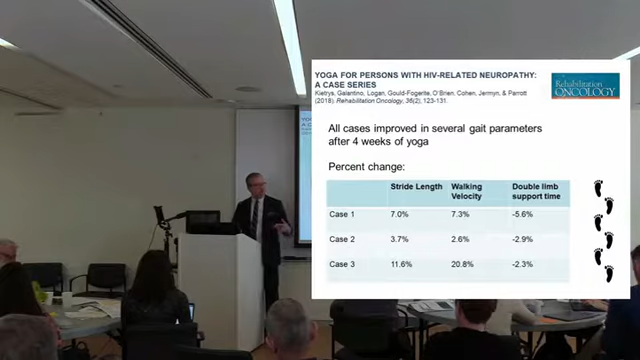 YOGA FOR PERSONS WITH HIV-RELATED NEUROPATHY:
A CASE SERIES
Kietrys, Galantino, Logan, Gould-Fogerite, O'Brien, Cohen, Jermyn, & Parrott
(2018). Rehabilitation Oncology, 36(2), 123-131.
Rehabilitation
ONCOLOGY
All cases improved in several gait parameters
after 4 weeks of yoga
Percent change:
Stride Length Walking Velocity Double limb support time
Case 1 7.0% 7.3% -5.6%
Case 2 3.7% 2.6% -2.9%
Case 3 11.6% 20.8% -2.3%